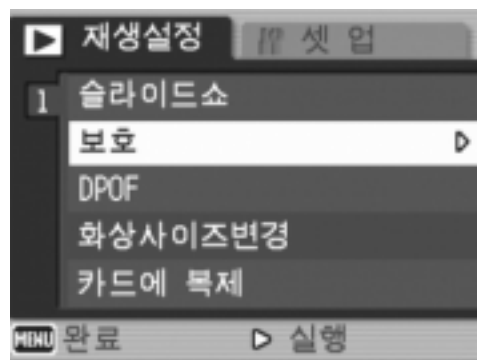 재생설정 셋 업
1 슬라이드쇼
보호
DPOF
화상사이즈변경
카드에 복제
MENU 완료 실행